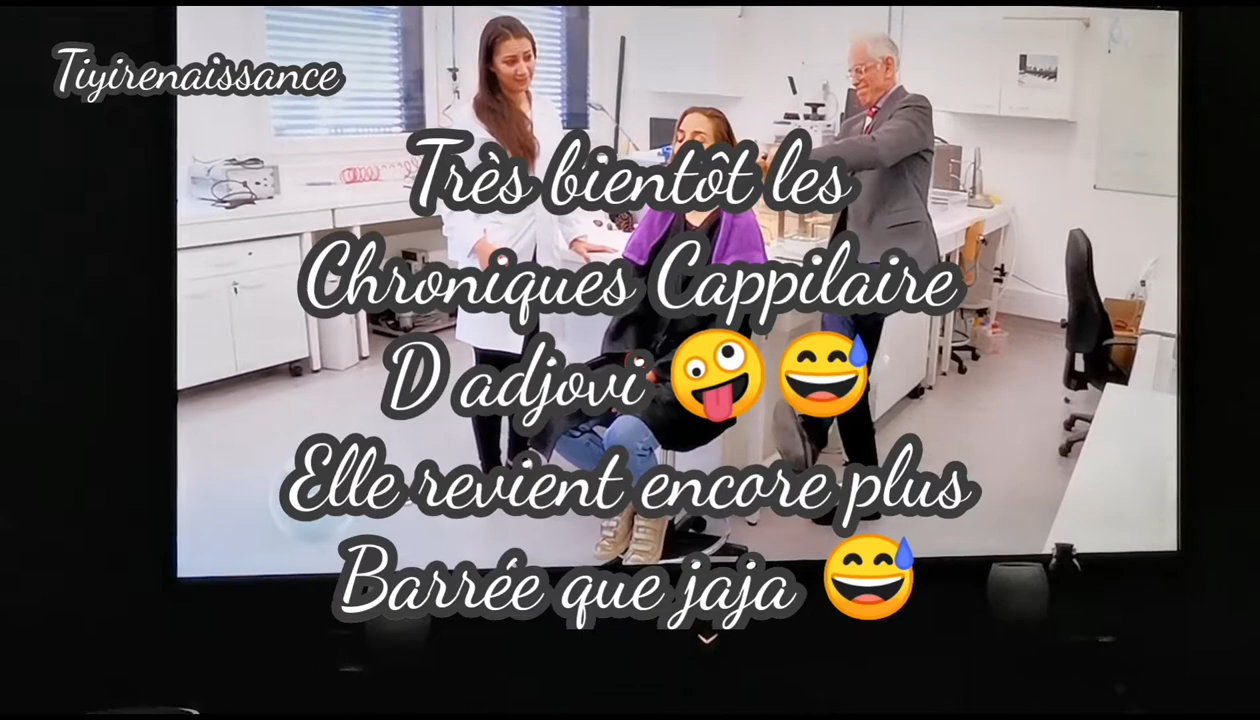 Tiyirenaissance
Très bientôt les
Chroniques Cappilaire
D adjovi 🤪😅
Elle revient encore plus
Barrée que jaja 😅